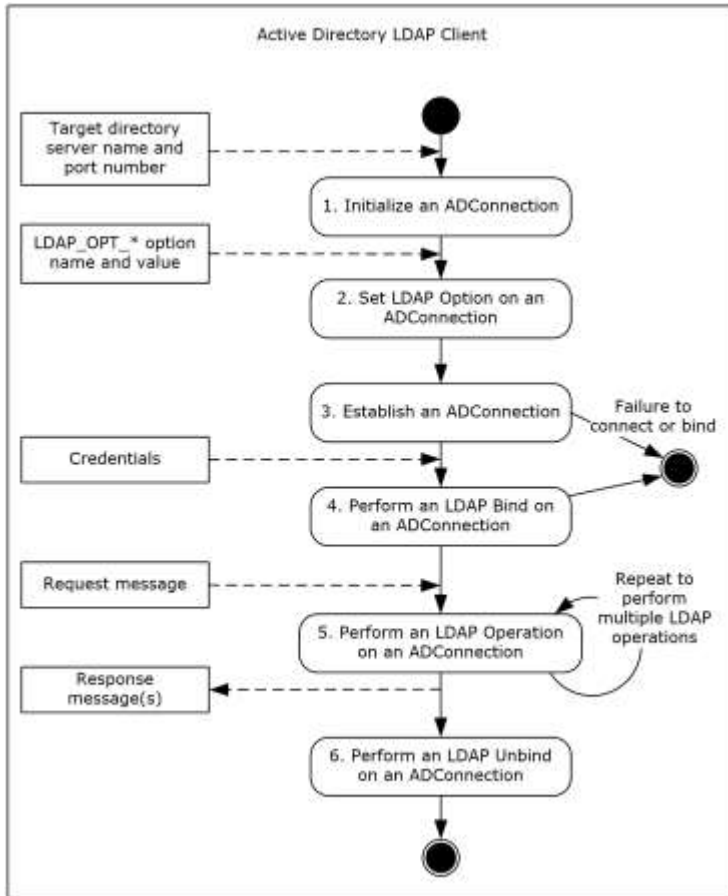 Active Directory LDAP Client
Target directory
server name and
port number
1. Initialize an ADConnection
LDAP_OPT_* option
name and value
2. Set LDAP Option on an
ADConnection
3. Establish an ADConnection
Failure to
connect or bind
Credentials
4. Perform an LDAP Bind on
an ADConnection
Request message
Repeat to
perform
multiple LDAP
operations
5. Perform an LDAP Operation
on an ADConnection
Response
message(s)
6. Perform an LDAP Unbind
on an ADConnection